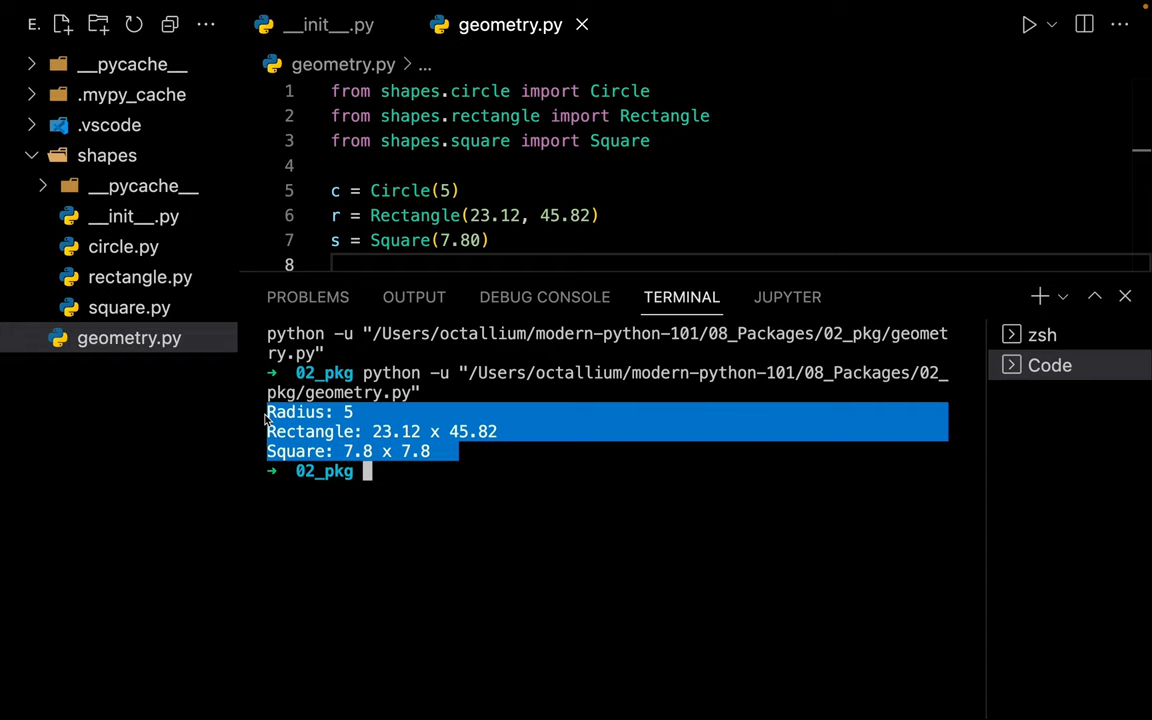 E.
__init__.py
geometry.py
__pycache__
.mypy_cache
.vscode
shapes
__pycache__
__init__.py
circle.py
rectangle.py
square.py
geometry.py
geometry.py > ...
1 from shapes.circle import Circle
2 from shapes.rectangle import Rectangle
3 from shapes.square import Square
4
5 c = Circle(5)
6 r = Rectangle(23.12, 45.82)
7 s = Square(7.80)
8
PROBLEMS OUTPUT DEBUG CONSOLE TERMINAL JUPYTER
python -u "/Users/octallium/modern-python-101/08_Packages/02_pkg/geomet
ry.py"
→ 02_pkg python -u "/Users/octallium/modern-python-101/08_Packages/02_
pkg/geometry.py"
Radius: 5
Rectangle: 23.12 x 45.82
Square: 7.8 x 7.8
→ 02_pkg
zsh
Code